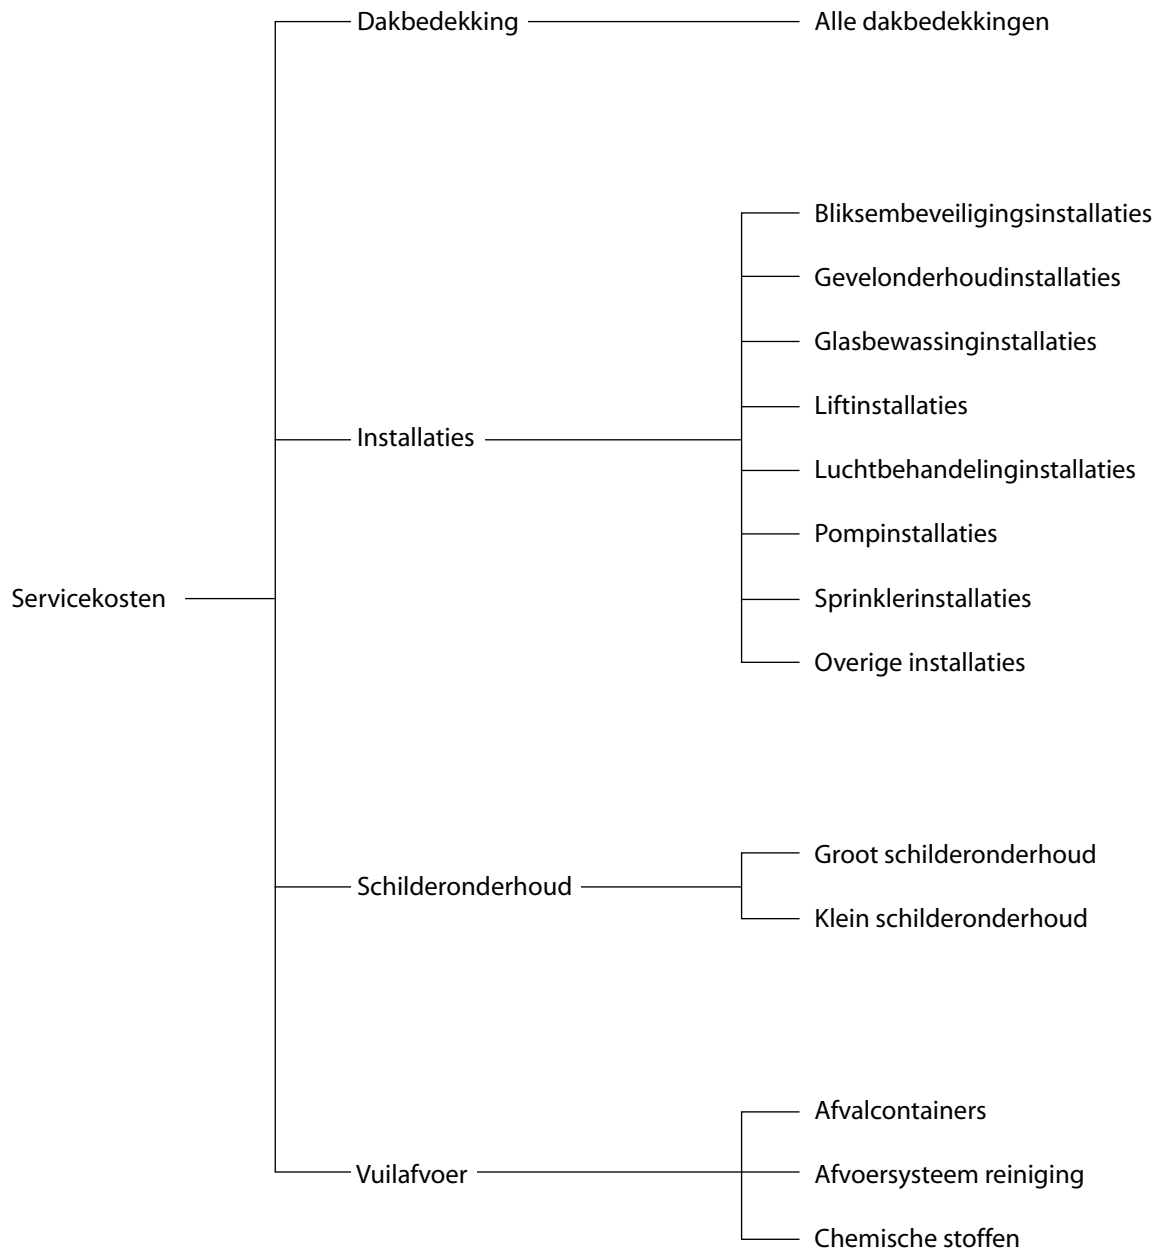 Servicekosten
Dakbedekking
Alle dakbedekkingen
Installaties
Bliksembeveiligingsinstallaties
Gevelonderhoudinstallaties
Glasbewassinginstallaties
Liftinstallaties
Luchtbehandelinginstallaties
Pompinstallaties
Sprinklerinstallaties
Overige installaties
Schilderonderhoud
Groot schilderonderhoud
Klein schilderonderhoud
Vuilafvoer
Afvalcontainers
Afvoersysteem reiniging
Chemische stoffen